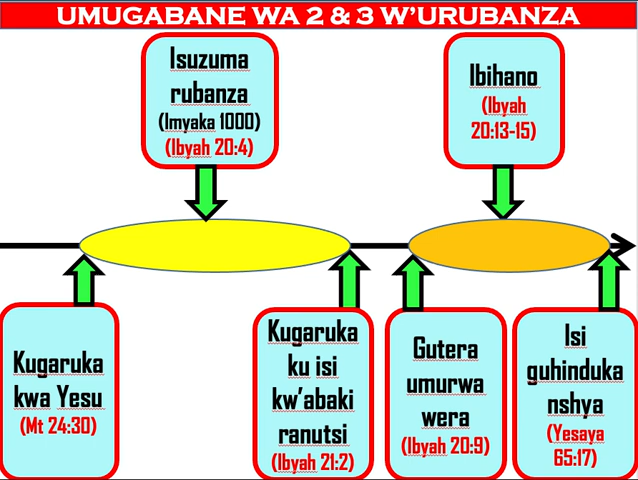 UMUGABANE WA 2 & 3 W'URUBANZA
Isuzuma
rubanza
(Imyaka 1000)
(Ibyah 20:4)
Ibihano
(Ibyah
20:13-15)
Kugaruka
kwa Yesu
(Mt 24:30)
Kugaruka
ku isi
kw'abaki
ranutsi
(Ibyah 21:2)
Gutera
umurwa
wera
(Ibyah 20:9)
Isi
guhinduka
nshya
(Yesaya
65:17)